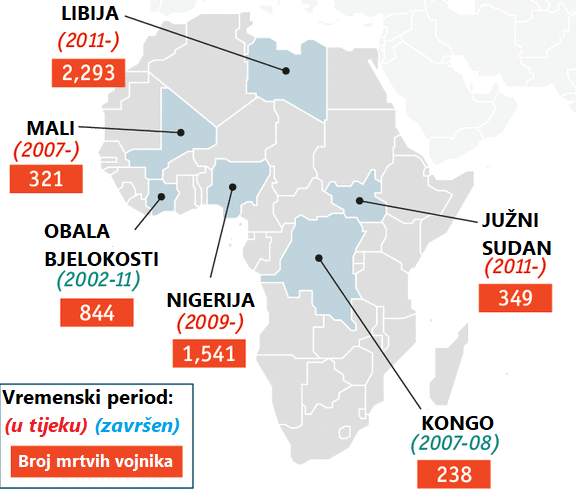 LIBIJA
(2011-)
2,293
MALI
(2007-)
321
OBALA
BJELOKOSTI
(2002-11)
844
NIGERIJA
(2009-)
1,541
JUŽNI
SUDAN
(2011-)
349
KONGO
(2007-08)
238
Vremenski period:
(u tijeku) (završen)
Broj mrtvih vojnika